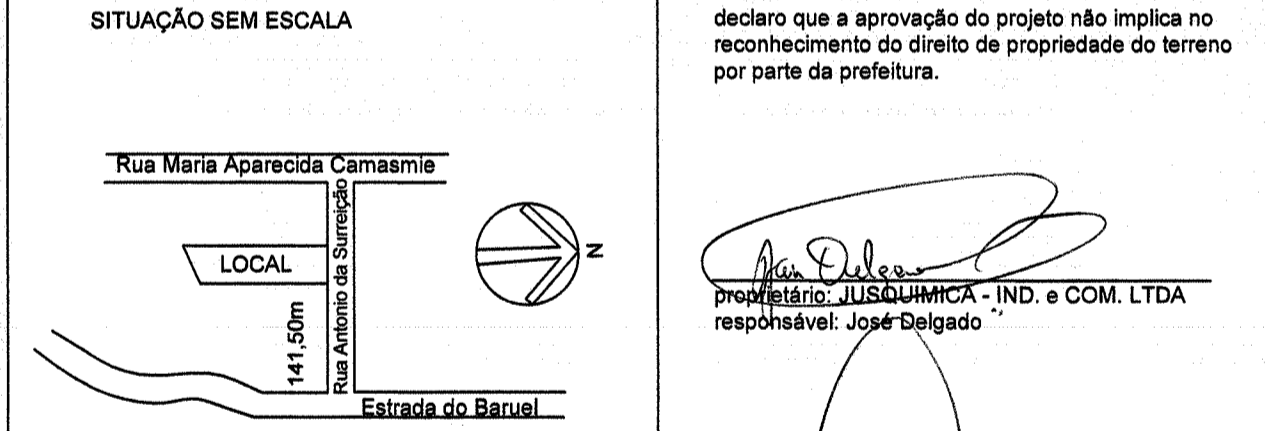 SITUAÇÃO SEM ESCALA
Rua Maria Aparecida Camasmie
Rua Antonio da Surreição
LOCAL
N
141,50m
Estrada do Baruel
declaro que a aprovação do projeto não implica no
reconhecimento do direito de propriedade do terreno
por parte da prefeitura.
Delgado
proprietário: JUSQUIMICA - IND. e COM. LTDA
responsável: José Delgado